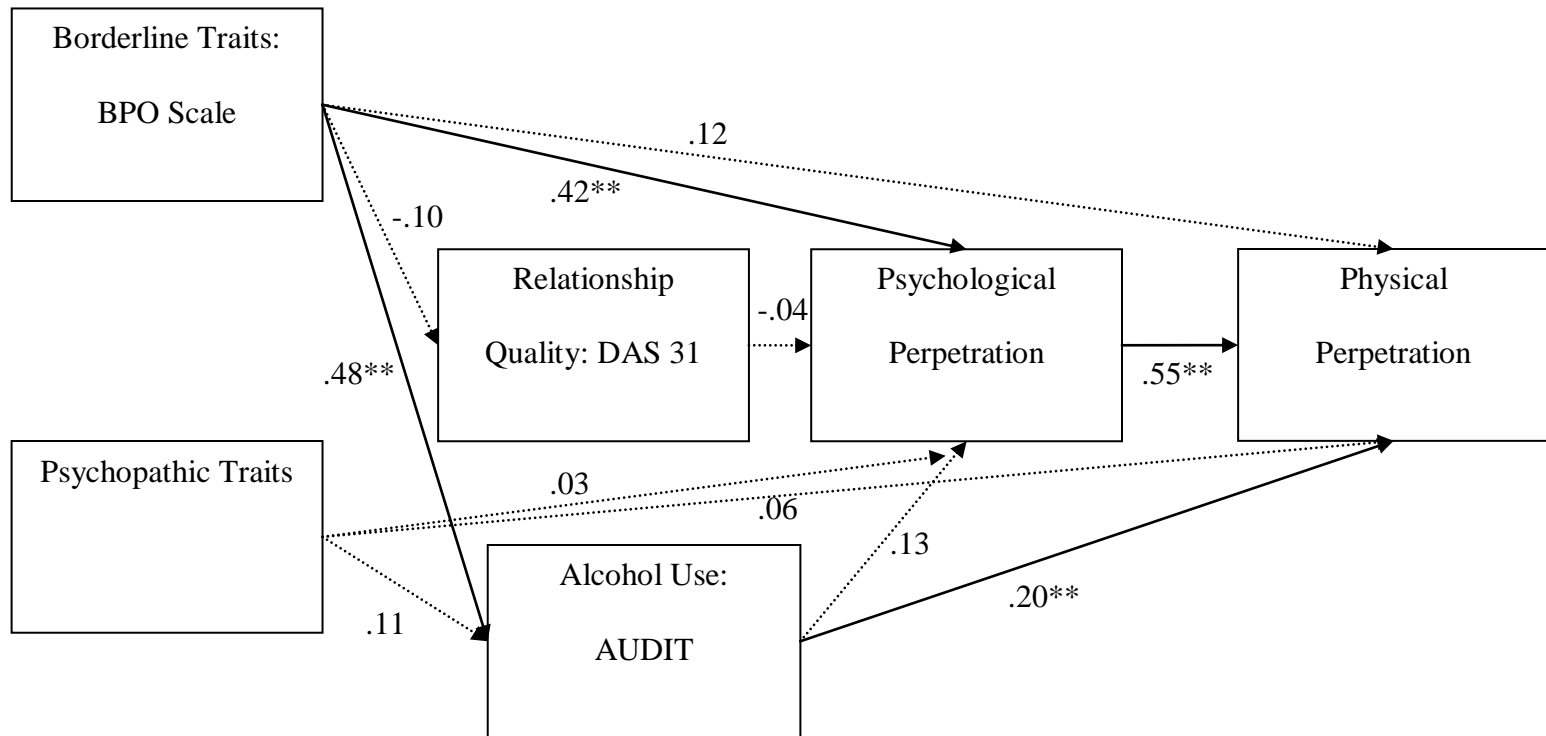 Borderline Traits:
BPO Scale
.12
.42**
-.10
Relationship
Quality: DAS 31
-.04
Psychological
Perpetration
.55**
Physical
Perpetration
.48**
Psychopathic Traits
.03
.06
.13
.11
Alcohol Use:
AUDIT
.20**